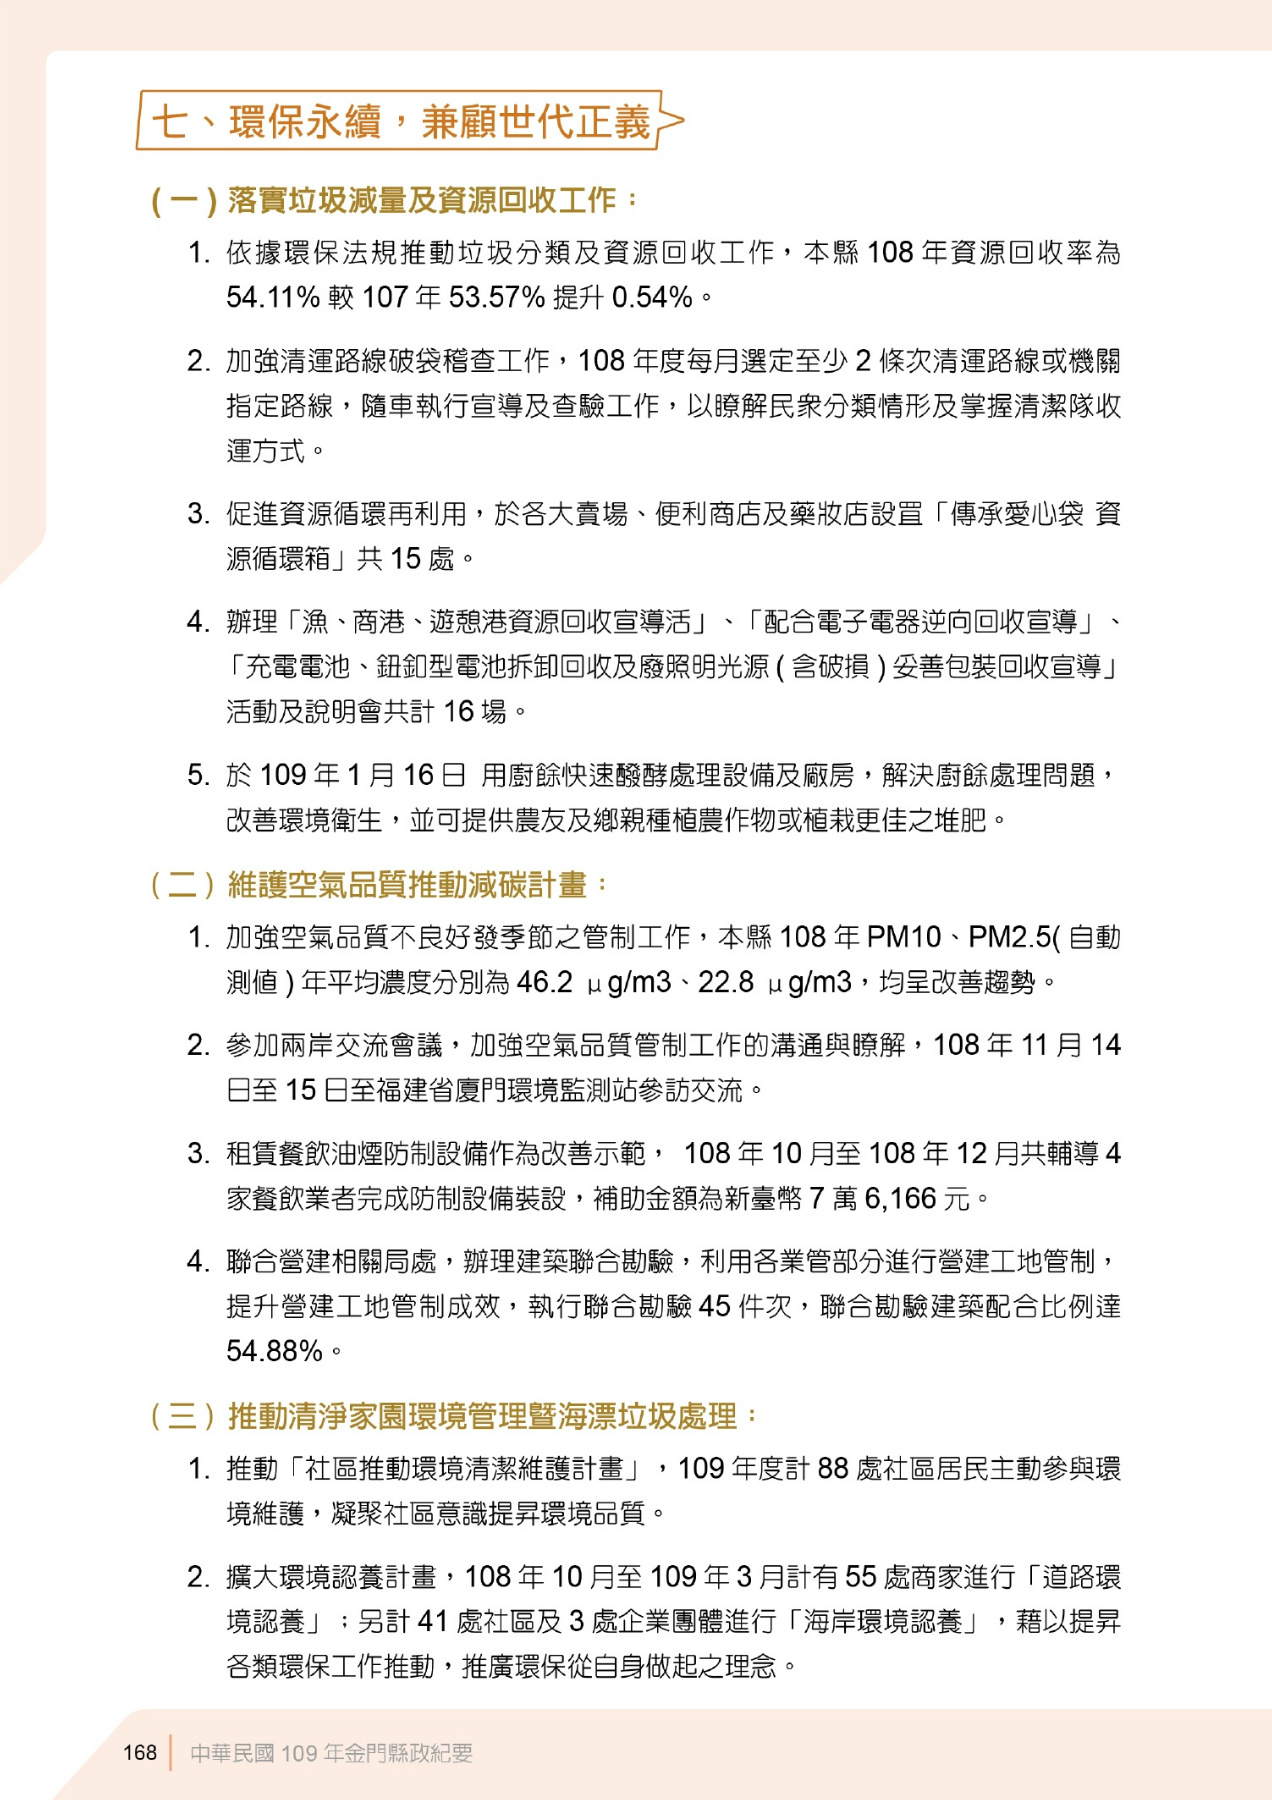 七、環保永續，兼顧世代正義
(一) 落實垃圾減量及資源回收工作：
1. 依據環保法規推動垃圾分類及資源回收工作，本縣 108 年資源回收率為
54.11% 較 107 年 53.57% 提升 0.54%。
2. 加強清運路線破袋稽查工作，108 年度每月選定至少 2 條次清運路線或機關
指定路線，隨車執行宣導及查驗工作，以瞭解民眾分類情形及掌握清潔隊收
運方式。
3. 促進資源循環再利用，於各大賣場、便利商店及藥妝店設置「傳承愛心袋 資
源循環箱」共 15 處。
4. 辦理「漁、商港、遊憩港資源回收宣導活」、「配合電子電器逆向回收宣導」、
「充電電池、鈕釦型電池拆卸回收及廢照明光源 ( 含破損 ) 妥善包裝回收宣導」
活動及說明會共計 16 場。
5. 於 109 年 1 月 16 日 用廚餘快速醱酵處理設備及廠房，解決廚餘處理問題，
改善環境衛生，並可提供農友及鄉親種植農作物或植栽更佳之堆肥。
(二) 維護空氣品質推動減碳計畫：
1. 加強空氣品質不良好發季節之管制工作，本縣 108 年 PM10、PM2.5( 自動
測值 ) 年平均濃度分別為 46.2 μg/m3、22.8 μg/m3，均呈改善趨勢。
2. 參加兩岸交流會議，加強空氣品質管制工作的溝通與瞭解，108 年 11 月 14
日至 15 日至福建省廈門環境監測站參訪交流。
3. 租賃餐飲油煙防制設備作為改善示範， 108 年 10 月至 108 年 12 月共輔導 4
家餐飲業者完成防制設備裝設，補助金額為新臺幣 7 萬 6,166 元。
4. 聯合營建相關局處，辦理建築聯合勘驗，利用各業管部分進行營建工地管制，
提升營建工地管制成效，執行聯合勘驗 45 件次，聯合勘驗建築配合比例達
54.88%。
(三) 推動清淨家園環境管理暨海漂垃圾處理：
1. 推動「社區推動環境清潔維護計畫」，109 年度計 88 處社區居民主動參與環
境維護，凝聚社區意識提昇環境品質。
2. 擴大環境認養計畫，108 年 10 月至 109 年 3 月計有 55 處商家進行「道路環
境認養」；另計 41 處社區及 3 處企業團體進行「海岸環境認養」，藉以提昇
各類環保工作推動，推廣環保從自身做起之理念。
168 中華民國 109 年金門縣政紀要